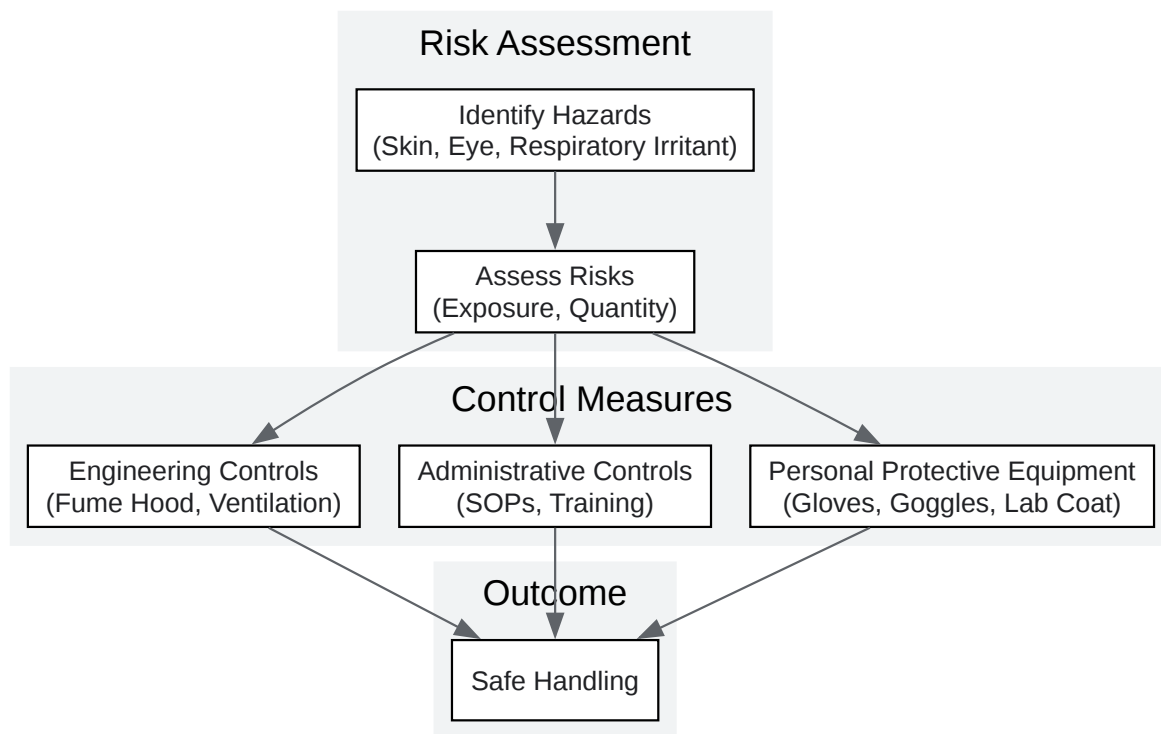 Risk Assessment
Identify Hazards
(Skin, Eye, Respiratory Irritant)
Assess Risks
(Exposure, Quantity)
Control Measures
Engineering Controls
(Fume Hood, Ventilation)
Administrative Controls
(SOPs, Training)
Personal Protective Equipment
(Gloves, Goggles, Lab Coat)
Outcome
Safe Handling